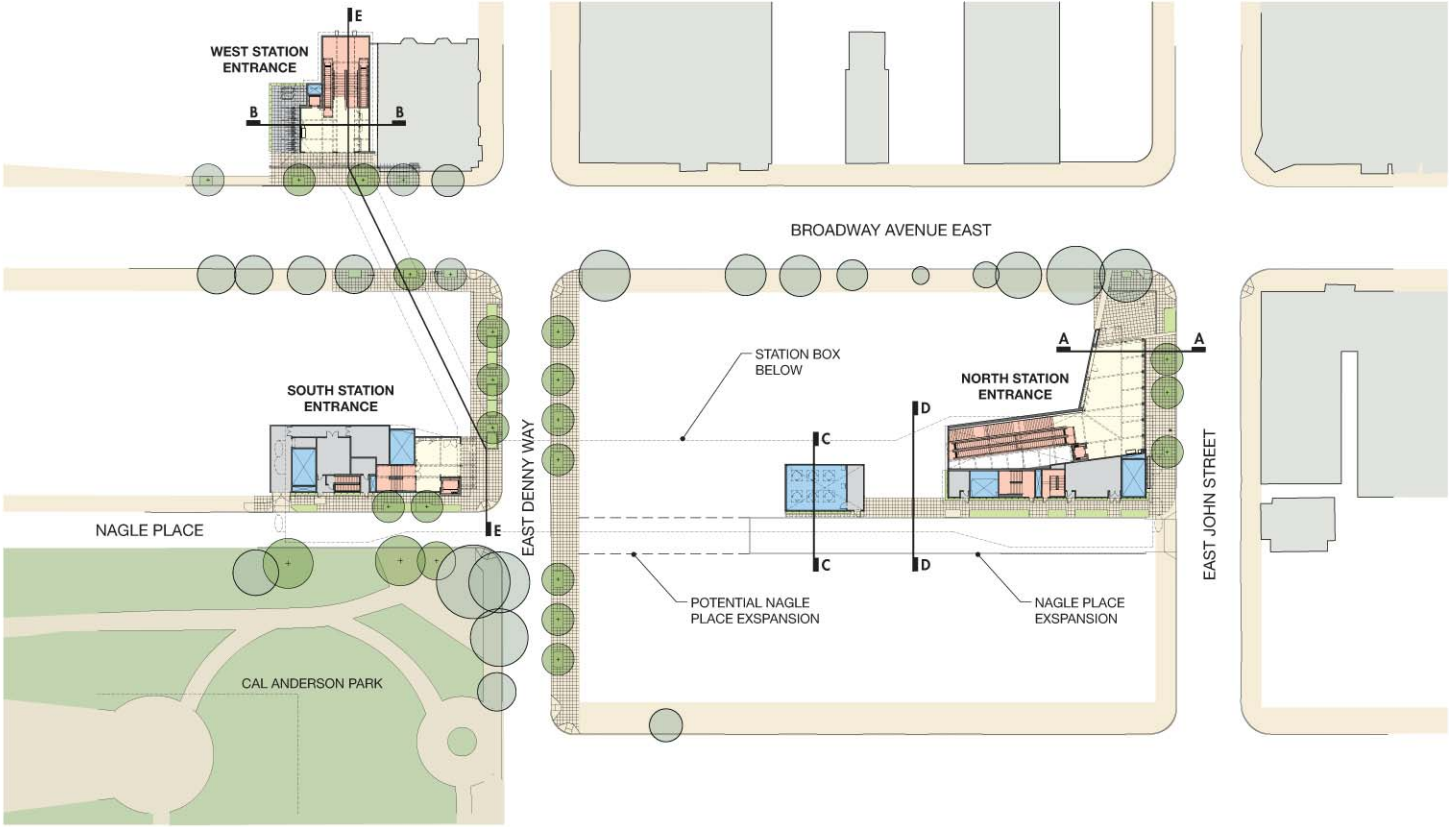 E
WEST STATION
ENTRANCE
B
B
BROADWAY AVENUE EAST
STATION BOX
BELOW
A
A
NORTH STATION
ENTRANCE
SOUTH STATION
ENTRANCE
D
C
EAST DENNY WAY
EAST JOHN STREET
NAGLE PLACE
E
C
D
POTENTIAL NAGLE
PLACE EXSPANSION
NAGLE PLACE
EXSPANSION
CAL ANDERSON PARK